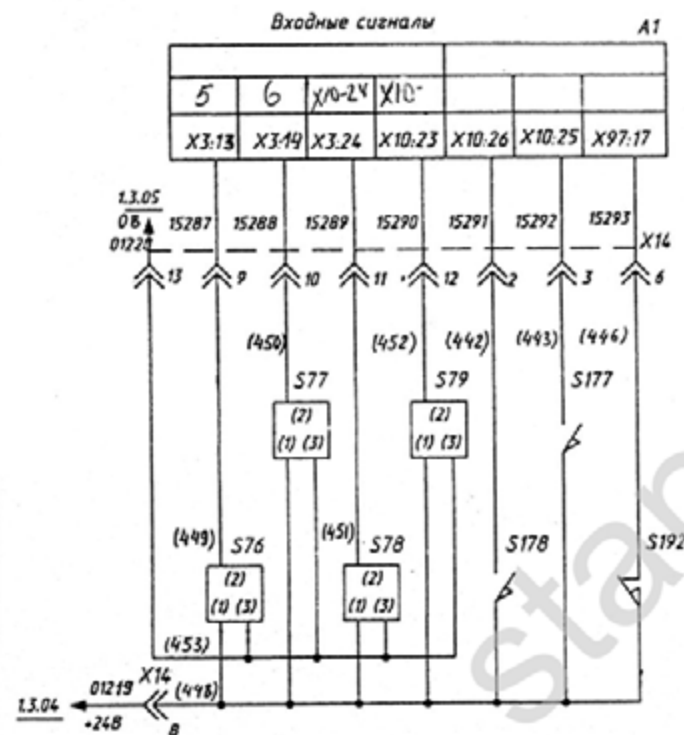 Входные сигналы A1
5 6 X10-24 X10-
X3:13 X3:14 X3:24 X10:23 X10:26 X10:25 X97:17
1.3.05
0В 15287 15288 15289 15290 15291 15292 15293
01220 X14
13 9 10 11 12 2 3 6
(450) (452) (442) (443) (446)
S77 S79 S177
(2) (2)
(1) (3) (1) (3)
(449) S76 (451) S78 S178 S192
(2) (2)
(1) (3) (1) (3)
(453)
X14
01219 (448)
1.3.04
+24В 8